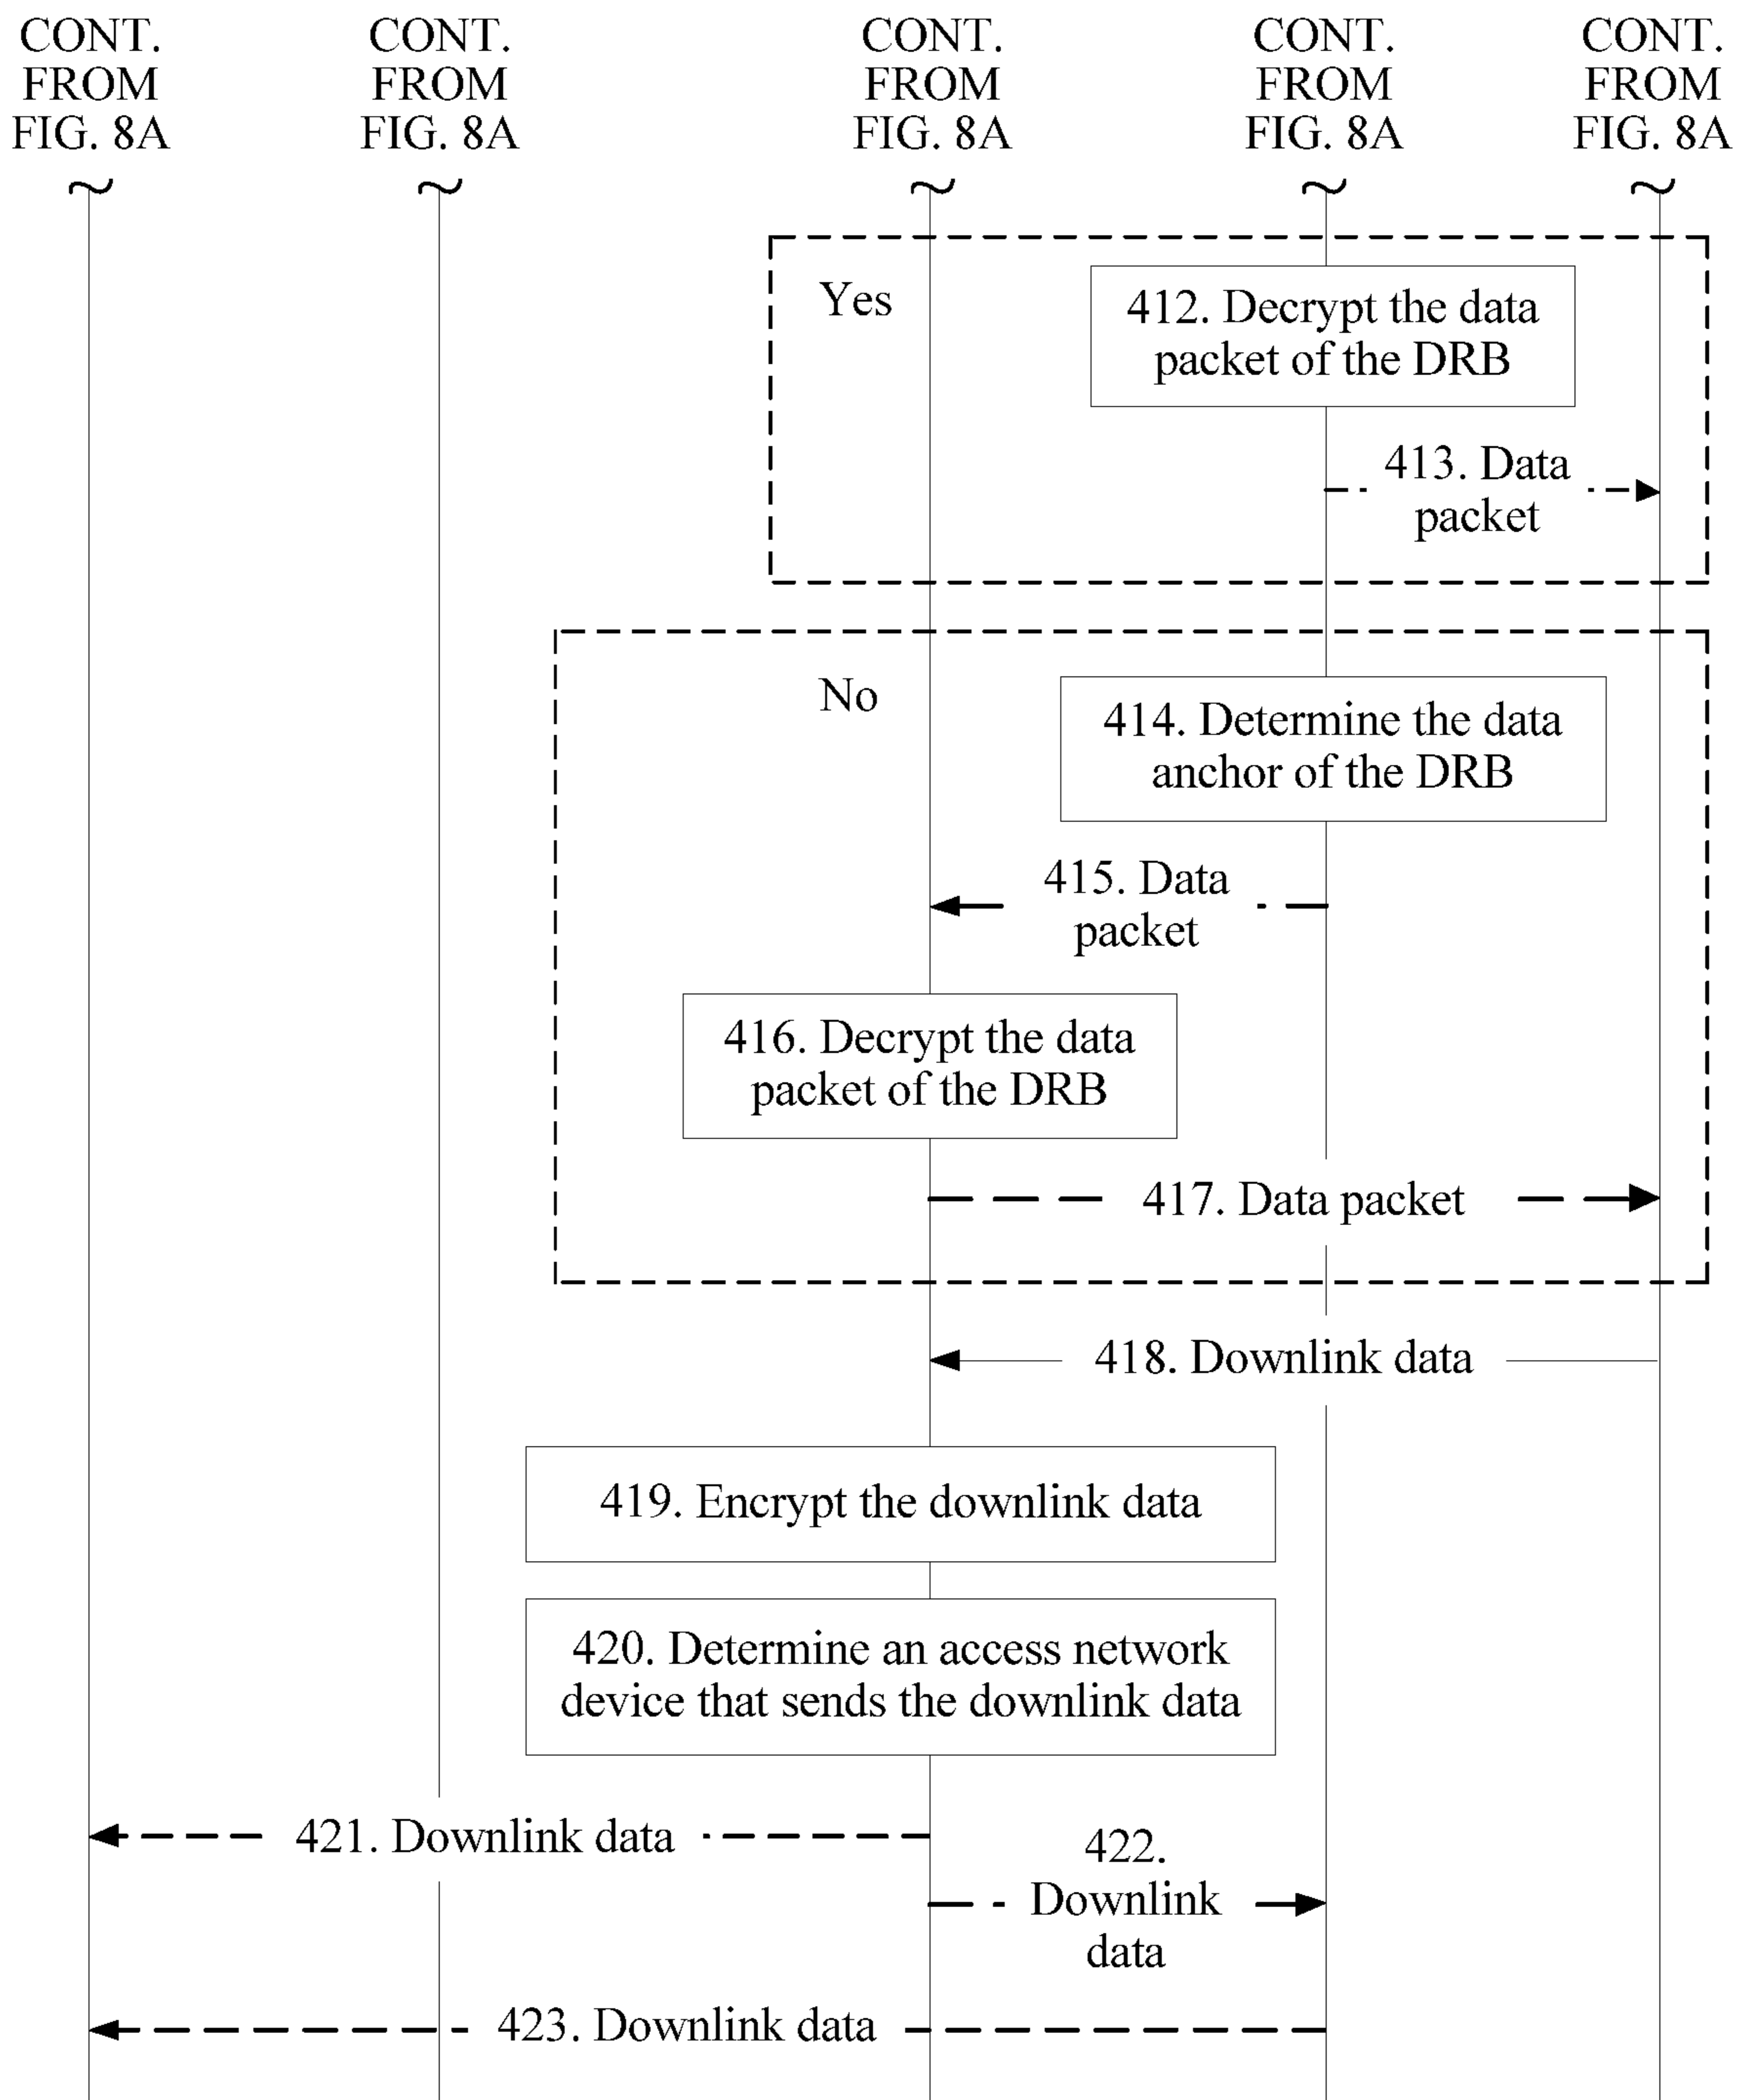 CONT.
FROM
FIG. 8A
CONT.
FROM
FIG. 8A
CONT.
FROM
FIG. 8A
CONT.
FROM
FIG. 8A
CONT.
FROM
FIG. 8A
Yes
412. Decrypt the data
packet of the DRB
413. Data
packet
No
414. Determine the data
anchor of the DRB
415. Data
packet
416. Decrypt the data
packet of the DRB
417. Data packet
418. Downlink data
419. Encrypt the downlink data
420. Determine an access network
device that sends the downlink data
421. Downlink data
422.
Downlink
data
423. Downlink data